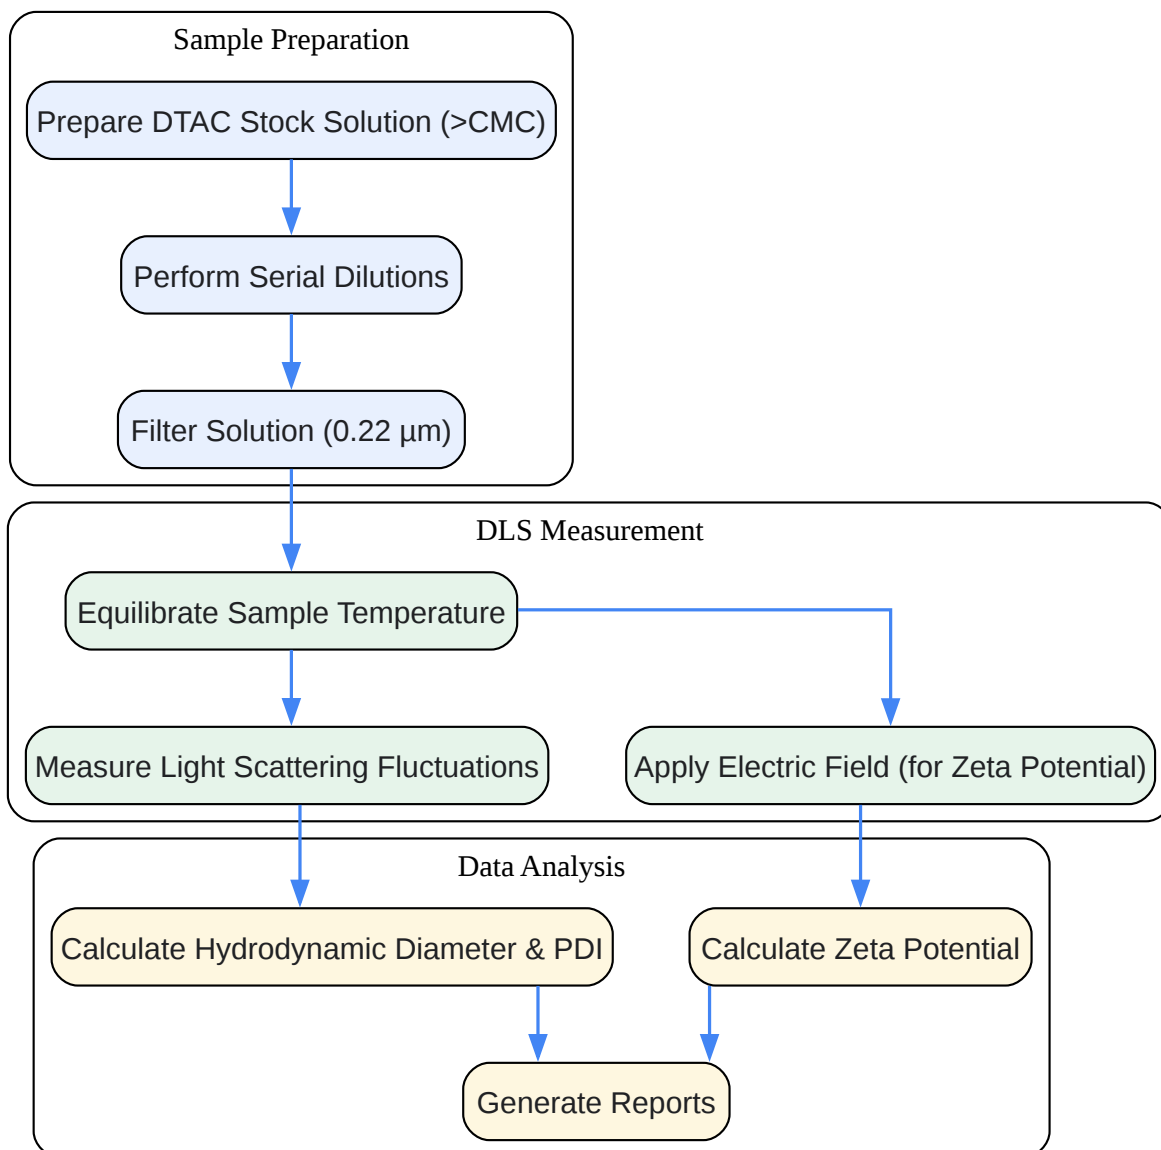 Sample Preparation
Prepare DTAC Stock Solution (>CMC)
Perform Serial Dilutions
Filter Solution (0.22 µm)
DLS Measurement
Equilibrate Sample Temperature
Measure Light Scattering Fluctuations
Apply Electric Field (for Zeta Potential)
Data Analysis
Calculate Hydrodynamic Diameter & PDI
Calculate Zeta Potential
Generate Reports